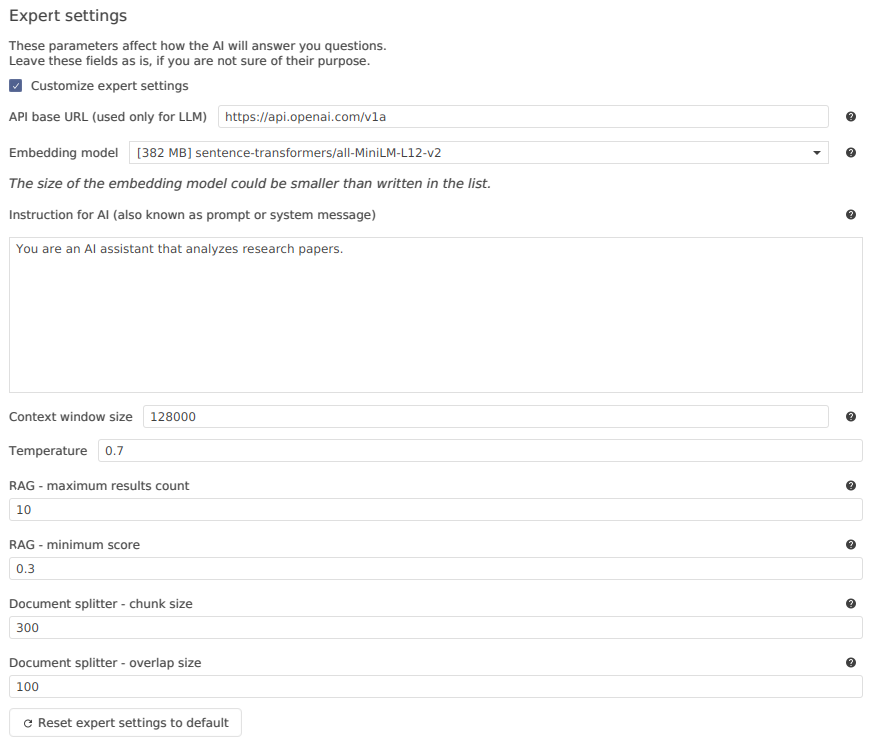 Expert settings
These parameters affect how the AI will answer you questions.
Leave these fields as is, if you are not sure of their purpose.
Customize expert settings
API base URL (used only for LLM) https://api.openai.com/v1a
Embedding model [382 MB] sentence-transformers/all-MiniLM-L12-v2
The size of the embedding model could be smaller than written in the list.
Instruction for AI (also known as prompt or system message)
You are an AI assistant that analyzes research papers.
Context window size 128000
Temperature 0.7
RAG - maximum results count
10
RAG - minimum score
0.3
Document splitter - chunk size
300
Document splitter - overlap size
100
Reset expert settings to default